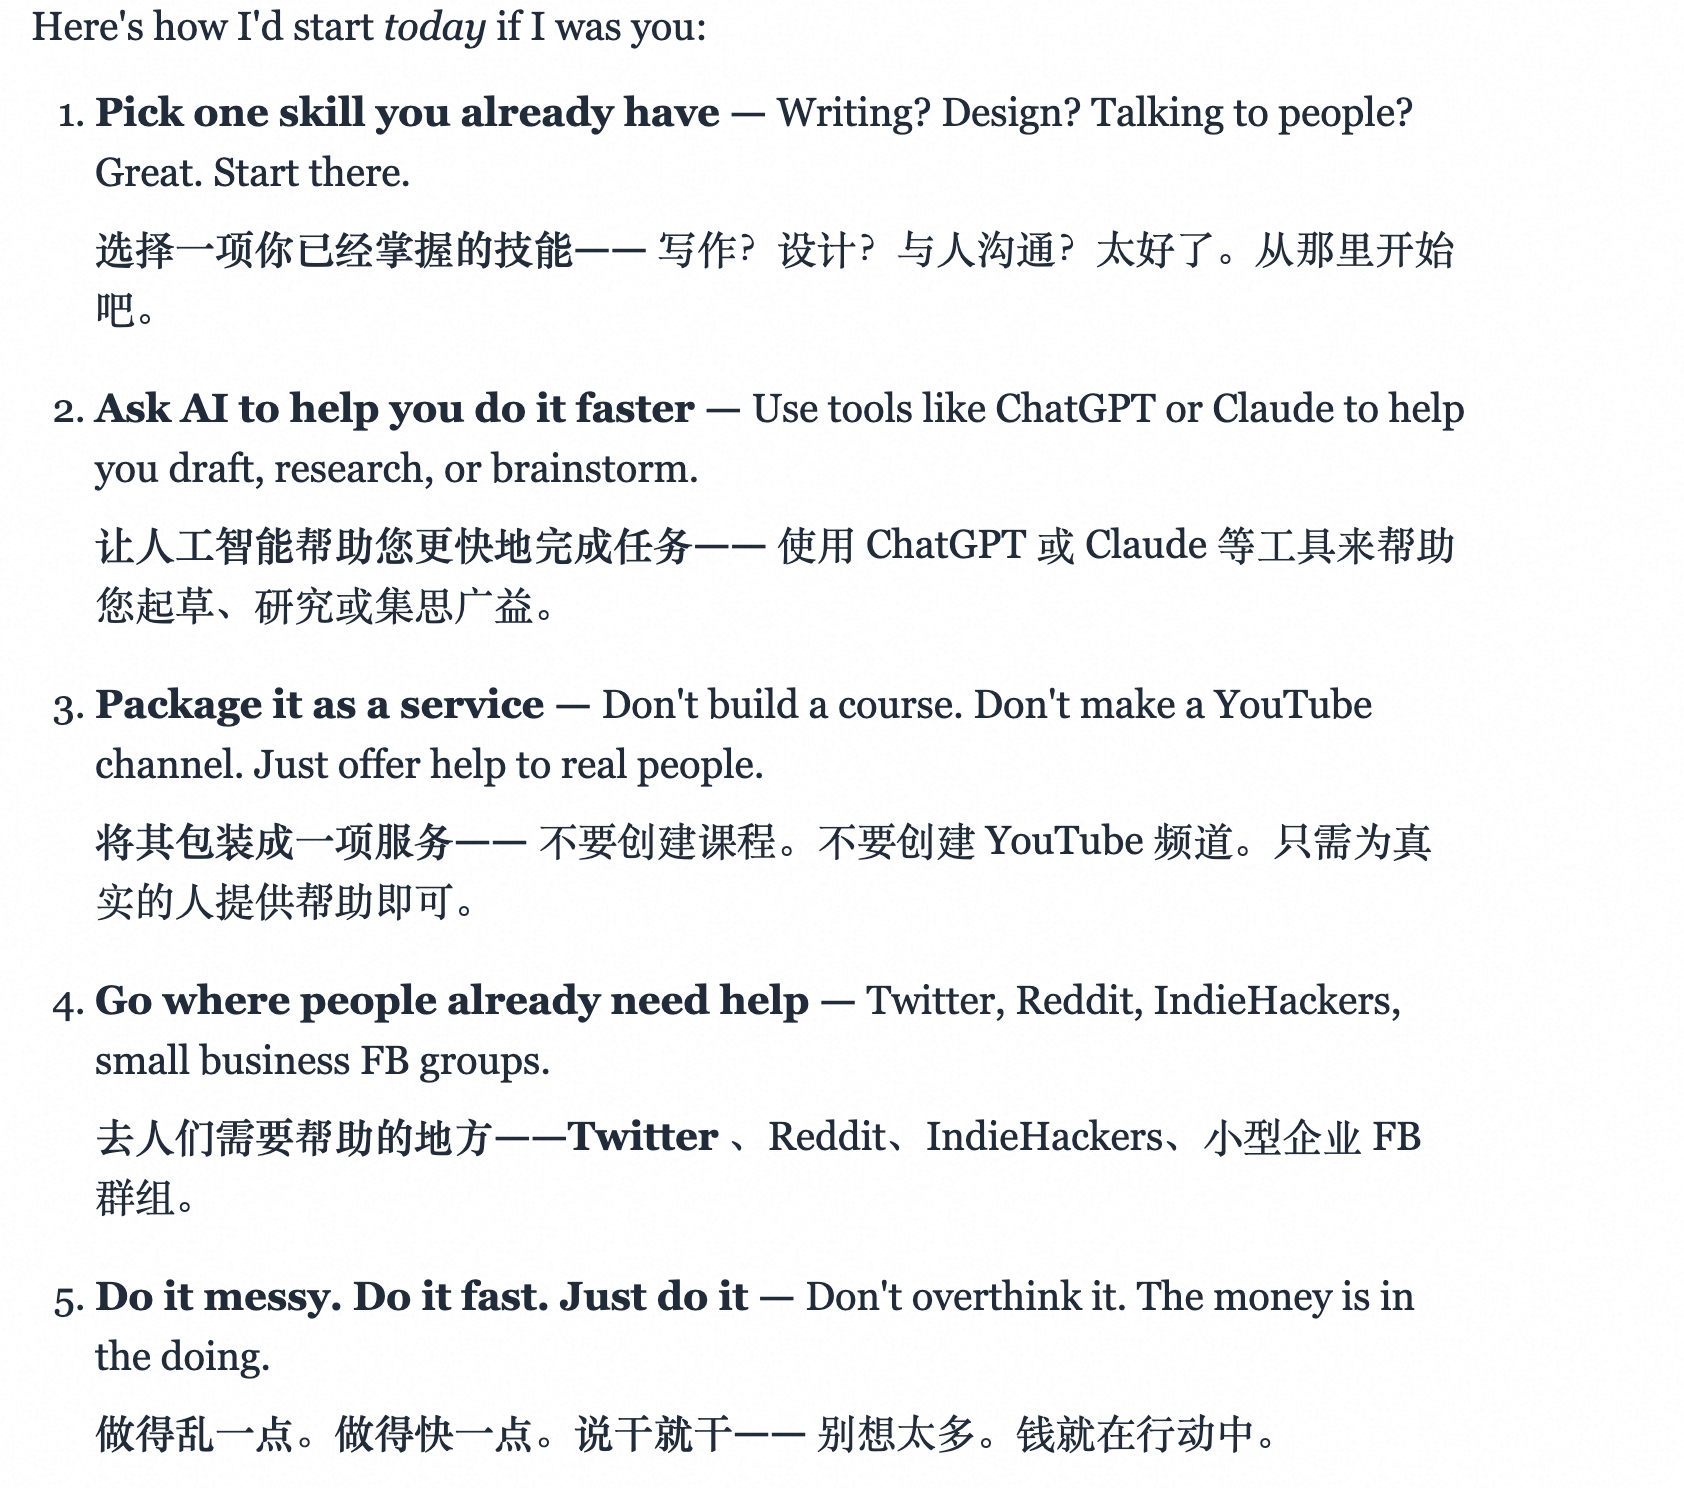 Here's how I'd start today if I was you:
1. Pick one skill you already have — Writing? Design? Talking to people?
Great. Start there.
选择一项你已经掌握的技能—— 写作？设计？与人沟通？太好了。从那里开始
吧。
2. Ask AI to help you do it faster — Use tools like ChatGPT or Claude to help
you draft, research, or brainstorm.
让人工智能帮助您更快地完成任务—— 使用 ChatGPT 或 Claude 等工具来帮助
您起草、研究或集思广益。
3. Package it as a service — Don't build a course. Don't make a YouTube
channel. Just offer help to real people.
将其包装成一项服务—— 不要创建课程。不要创建 YouTube 频道。只需为真
实的人提供帮助即可。
4. Go where people already need help — Twitter, Reddit, IndieHackers,
small business FB groups.
去人们需要帮助的地方——Twitter 、Reddit、IndieHackers、小型企业 FB
群组。
5. Do it messy. Do it fast. Just do it — Don't overthink it. The money is in
the doing.
做得乱一点。做得快一点。说干就干—— 别想太多。钱就在行动中。